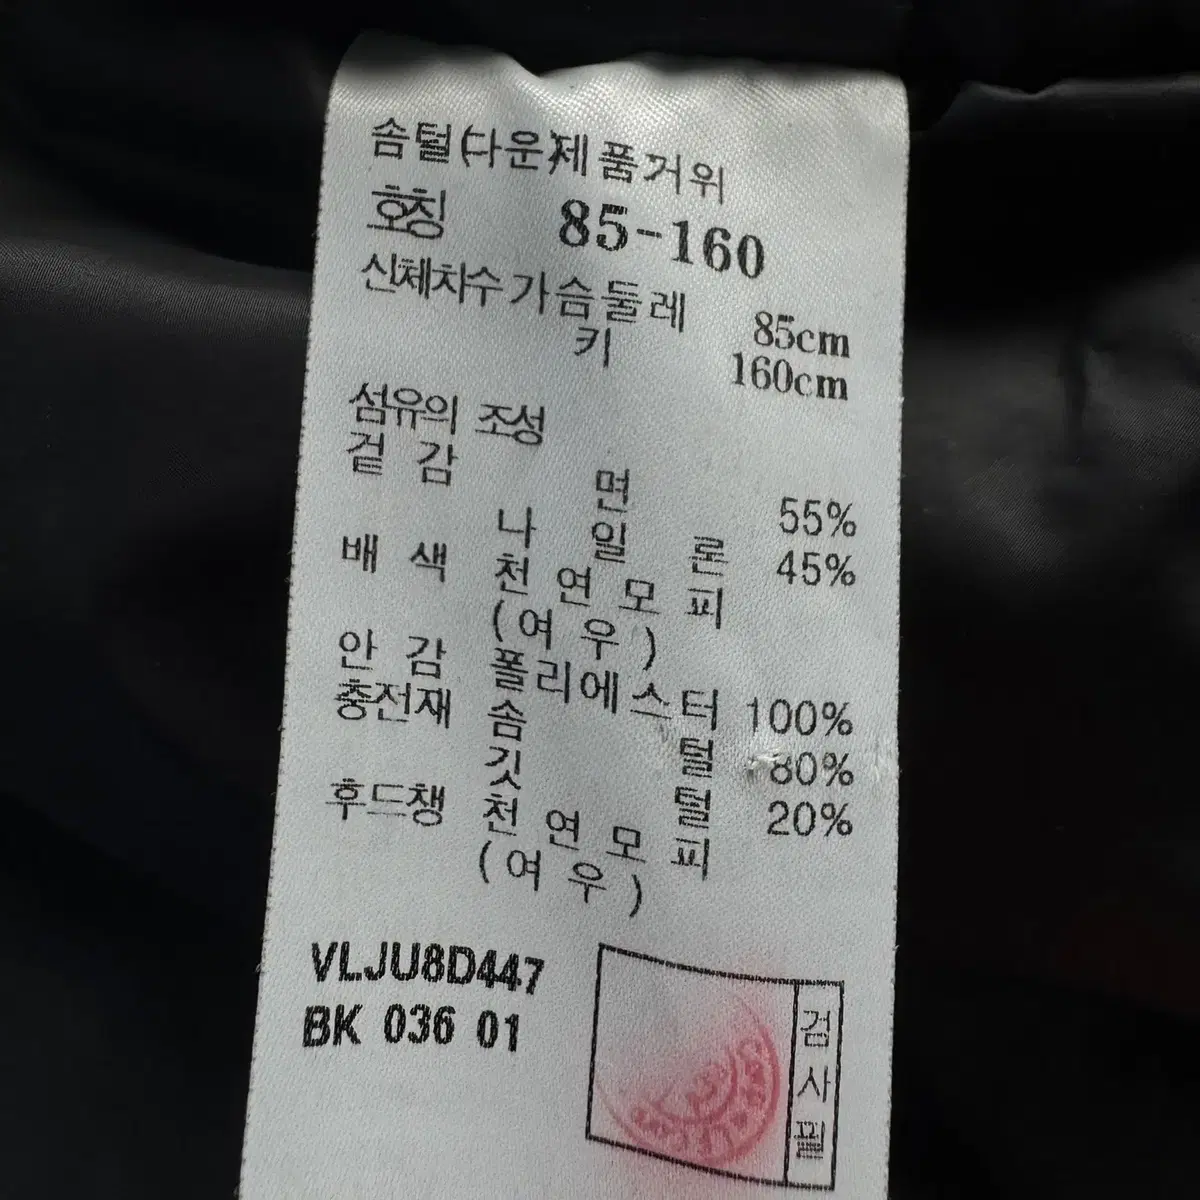 솜털(다운)제품거위
호칭 85-160
신체치수 가슴둘레 85cm
키 160cm
섬유의 조성
겉감 면 55%
나일론 45%
배색 천연모피
(여우)
안감 폴리에스터 100%
충전재 솜털 80%
깃털 20%
후드챙 천연모피
(여우)
VLJU8D447
BK 036 01
검사필